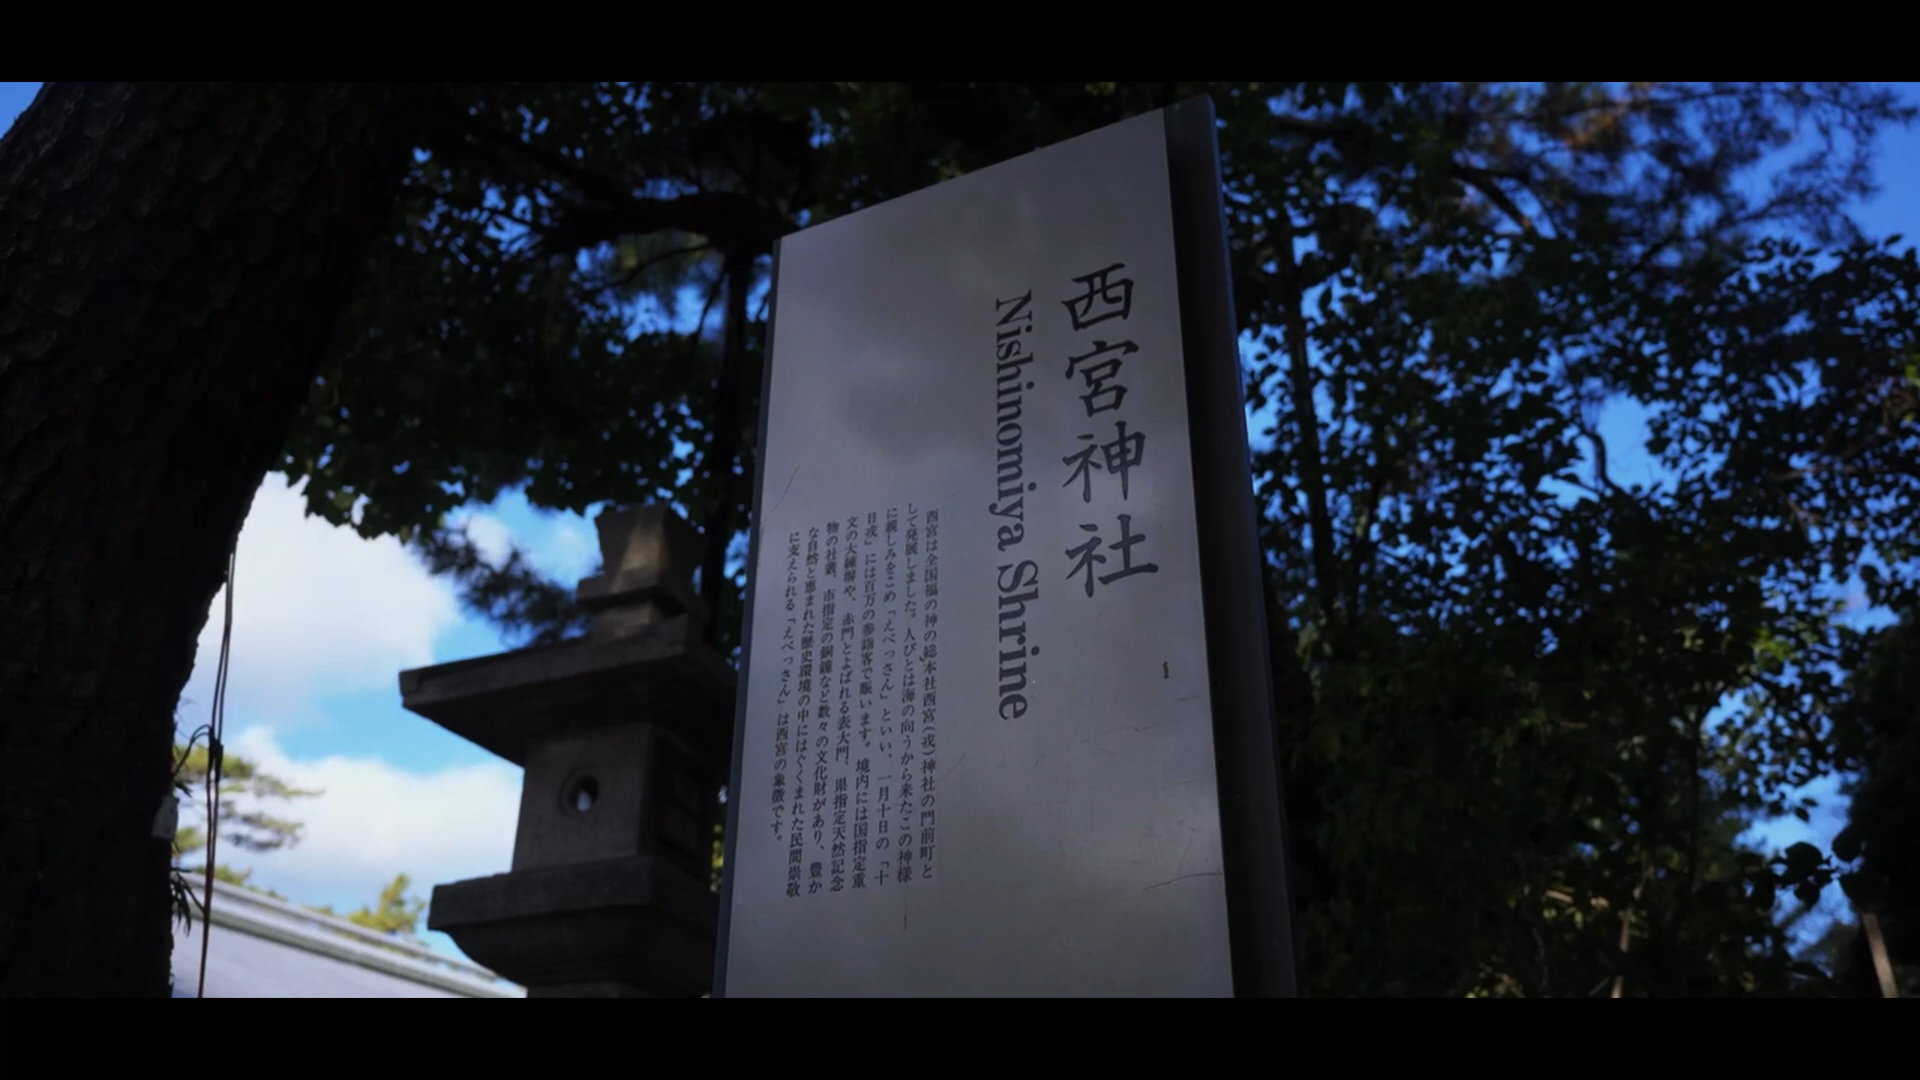 西宮神社
Nishinomiya Shrine
西宮は全国福の神の総本社西宮(戎)神社の門前町と
して発展しました。人びとは海の向うから来たこの神様
に親しみをこめ「えべっさん」といい、一月十日の「十
日戎」には百万の参詣客で賑います。境内には国指定重
文の大練塀や、赤門とよばれる表大門、県指定天然記念
物の社叢、市指定の銅鐘など数々の文化財があり、豊か
な自然と恵まれた歴史環境の中にはぐくまれた民間崇敬
に支えられる「えべっさん」は西宮の象徴です。